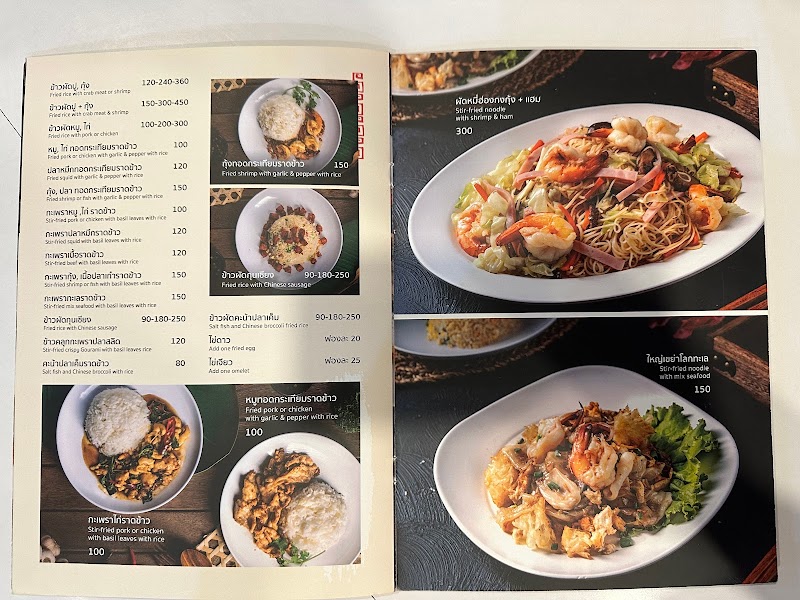 ข้าวผัดปู, กุ้ง 120-240-360
Fried rice with crab meat or shrimp
ข้าวผัดปู + กุ้ง 150-300-450
Fried rice with crab meat & shrimp
ข้าวผัดหมู, ไก่ 100-200-300
Fried rice with pork or chicken
หมู, ไก่ ทอดกระเทียมราดข้าว 100
Fried pork or chicken with garlic & pepper with rice
ปลาหมึกทอดกระเทียมราดข้าว 120
Fried squid with garlic & pepper with rice
กุ้ง, ปลา ทอดกระเทียมราดข้าว 150
Fried shrimp or fish with garlic & pepper with rice
กะเพราหมู ,ไก่ ราดข้าว 100
Stir-fried pork or chicken with basil leaves with rice
กะเพราปลาหมึกราดข้าว 120
Stir-fried squid with basil leaves with rice
กะเพราเนื้อราดข้าว 120
Stir-fried beef with basil leaves with rice
กะเพรากุ้ง, เนื้อปลาเก๋าราดข้าว 150
Stir-fried shrimp or fish with basil leaves with rice
กะเพราทะเลราดข้าว 150
Stir-fried mix seafood with basil leaves with rice
ข้าวผัดกุนเชียง 90-180-250
Fried rice with Chinese sausage
ข้าวคลุกกะเพราปลาสลิด 120
Stir-fried crispy Gourami with basil leaves with rice
คะน้าปลาเค็มราดข้าว 80
Salt fish and Chinese broccoli with rice
กุ้งทอดกระเทียมราดข้าว 150
Fried shrimp with garlic & pepper with rice
ข้าวผัดกุนเชียง 90-180-250
Fried rice with Chinese sausage
ข้าวผัดคะน้าปลาเค็ม 90-180-250
Salt fish and Chinese broccoli fried rice
ไข่ดาว ฟองละ 20
Add one fried egg
ไข่เจียว ฟองละ 25
Add one omelet
หมูทอดกระเทียมราดข้าว
Fried pork or chicken
with garlic & pepper with rice
100
กะเพราไก่ราดข้าว
Stir-fried pork or chicken
with basil leaves with rice
100
ผัดหมี่ฮ่องกงกุ้ง + แฮม
Stir-fried noodle
with shrimp & ham
300
ใหญ่เขย่าโลกทะเล
Stir-fried noodle
with mix seafood
150